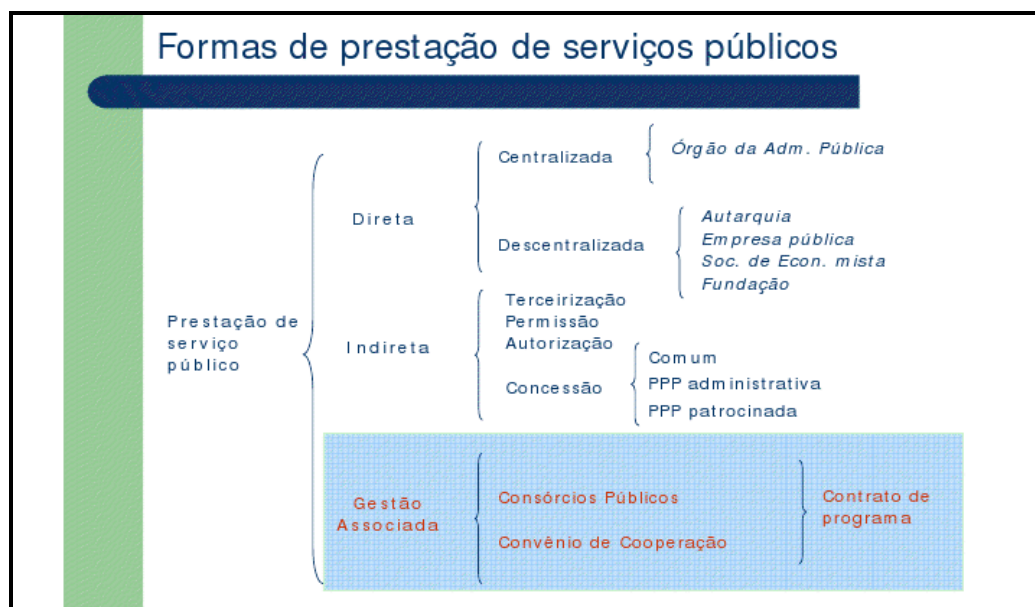 Formas de prestação de serviços públicos
Centralizada
Órgão da Adm. Pública
Direta
Descentralizada
Autarquia
Empresa pública
Soc. de Econ. mista
Fundação
Prestação de
serviço
público
Indireta
Terceirização
Permissão
Autorização
Concessão
Comum
PPP administrativa
PPP patrocinada
Gestão
Associada
Consórcios Públicos
Convênio de Cooperação
Contrato de
programa